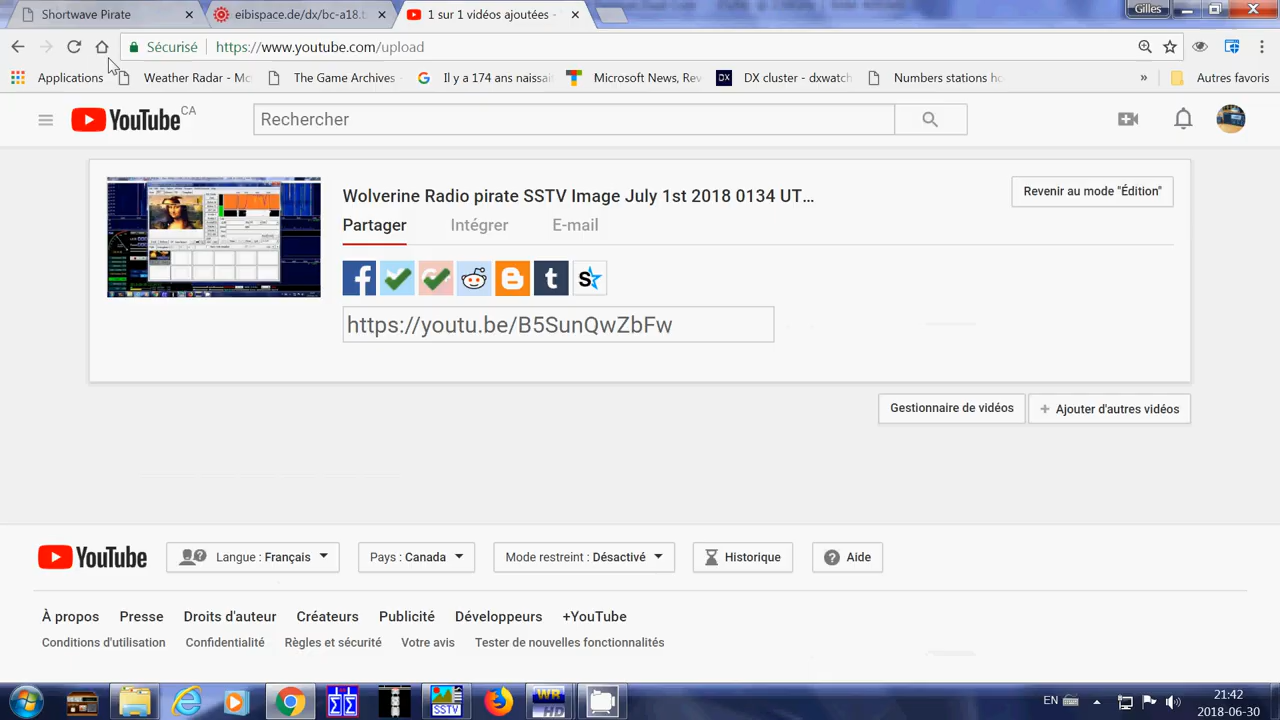 Shortwave Pirate
eibispace.de/dx/bc-a18.t
1 sur 1 vidéos ajoutées -
Gilles
Sécurisé
https://www.youtube.com/upload
Applications
Weather Radar - Mc
The Game Archives -
Il y a 174 ans naissai
Microsoft News, Rev
DX
DX cluster - dxwatch
Numbers stations ho
»
Autres favoris
YouTube CA
Rechercher
Wolverine Radio pirate SSTV Image July 1st 2018 0134 UT...
Revenir au mode "Édition"
Partager
Intégrer
E-mail
https://youtu.be/B5SunQwZbFw
Gestionnaire de vidéos
+ Ajouter d'autres vidéos
YouTube
Langue : Français
Pays : Canada
Mode restreint : Désactivé
Historique
Aide
À propos
Presse
Droits d'auteur
Créateurs
Publicité
Développeurs
+YouTube
Conditions d'utilisation
Confidentialité
Règles et sécurité
Votre avis
Tester de nouvelles fonctionnalités
SSTV
EN
21:42
2018-06-30